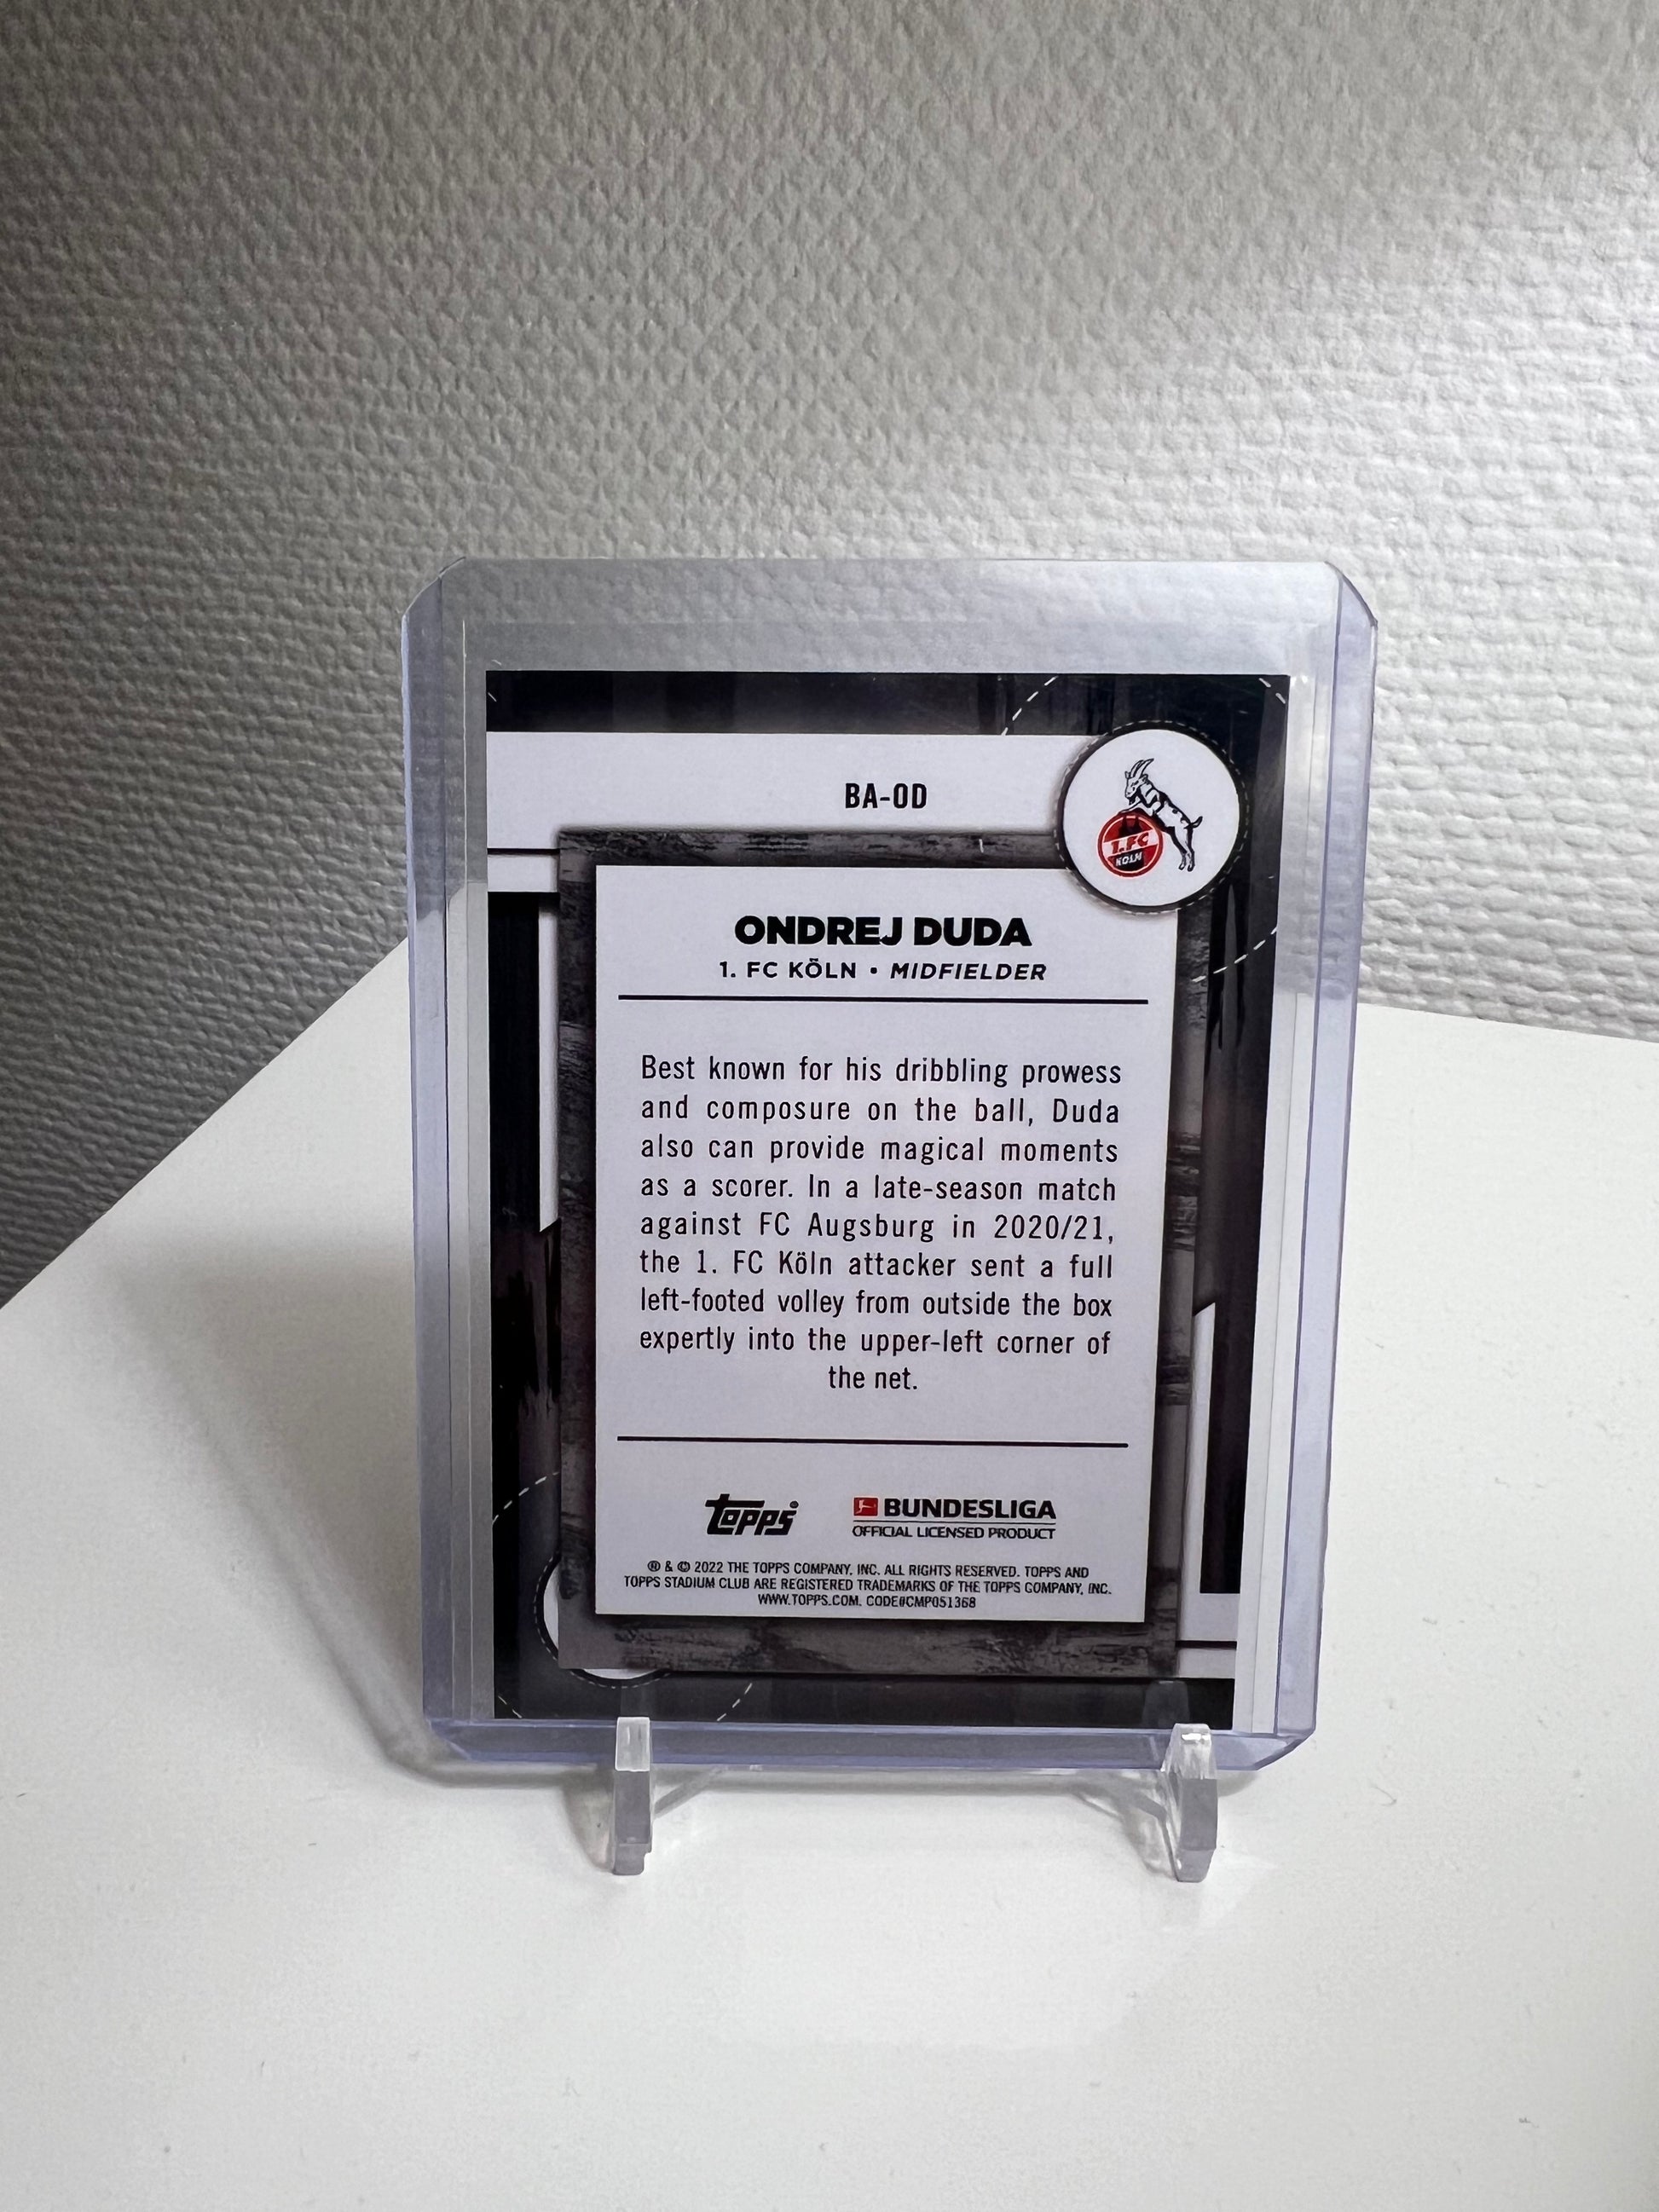 BA-OD
1.FC
KÖLN
ONDREJ DUDA
1. FC KÖLN • MIDFIELDER
Best known for his dribbling prowess
and composure on the ball, Duda
also can provide magical moments
as a scorer. In a late-season match
against FC Augsburg in 2020/21,
the 1. FC Köln attacker sent a full
left-footed volley from outside the box
expertly into the upper-left corner of
the net.
Topps®
BUNDESLIGA
OFFICIAL LICENSED PRODUCT
® & © 2022 THE TOPPS COMPANY, INC. ALL RIGHTS RESERVED. TOPPS AND
TOPPS STADIUM CLUB ARE REGISTERED TRADEMARKS OF THE TOPPS COMPANY, INC.
WWW.TOPPS.COM. CODE#CMP051368